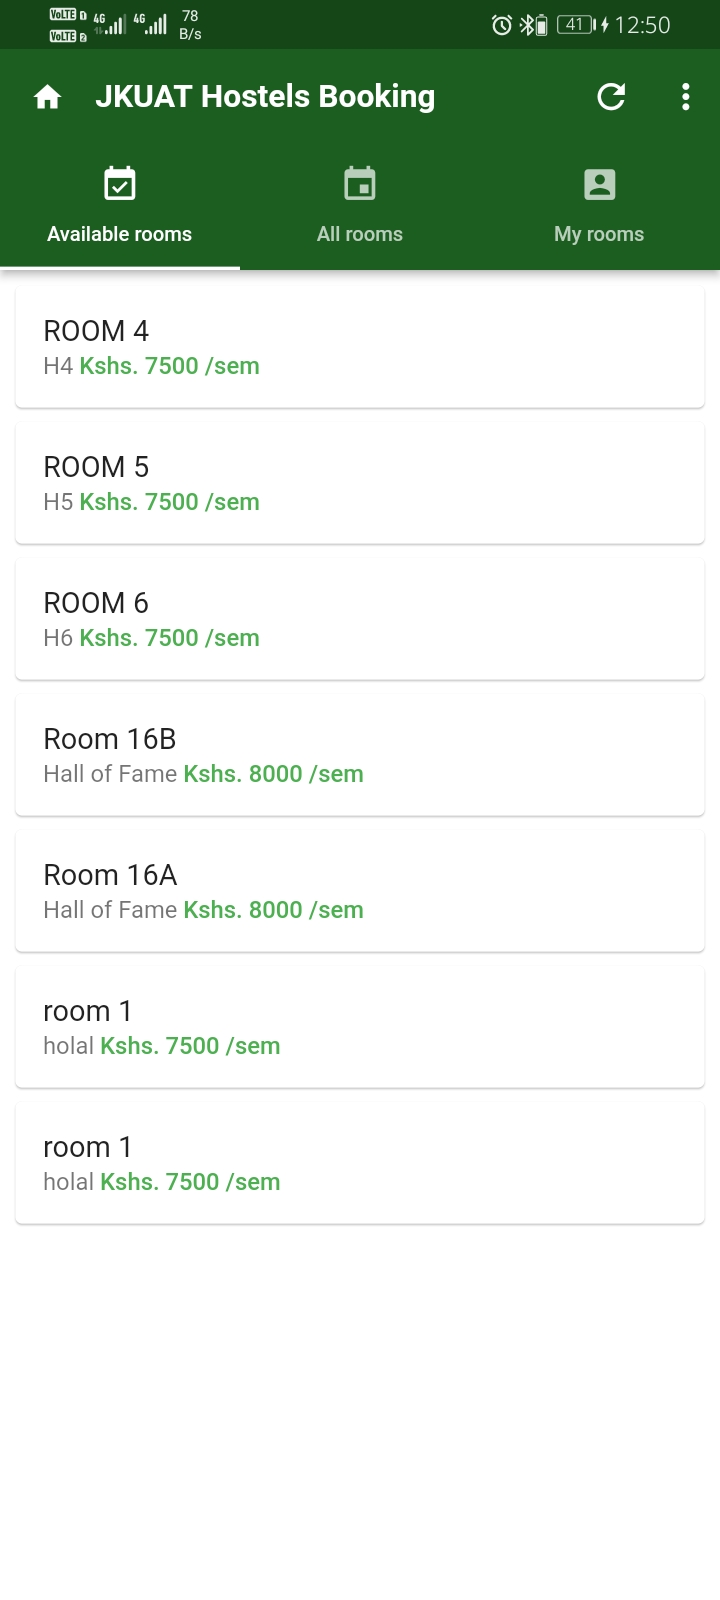 VoLTE 1 4G 4G 78 B/s 41 12:50
VoLTE 2
JKUAT Hostels Booking
Available rooms All rooms My rooms
ROOM 4
H4 Kshs. 7500 /sem
ROOM 5
H5 Kshs. 7500 /sem
ROOM 6
H6 Kshs. 7500 /sem
Room 16B
Hall of Fame Kshs. 8000 /sem
Room 16A
Hall of Fame Kshs. 8000 /sem
room 1
holal Kshs. 7500 /sem
room 1
holal Kshs. 7500 /sem